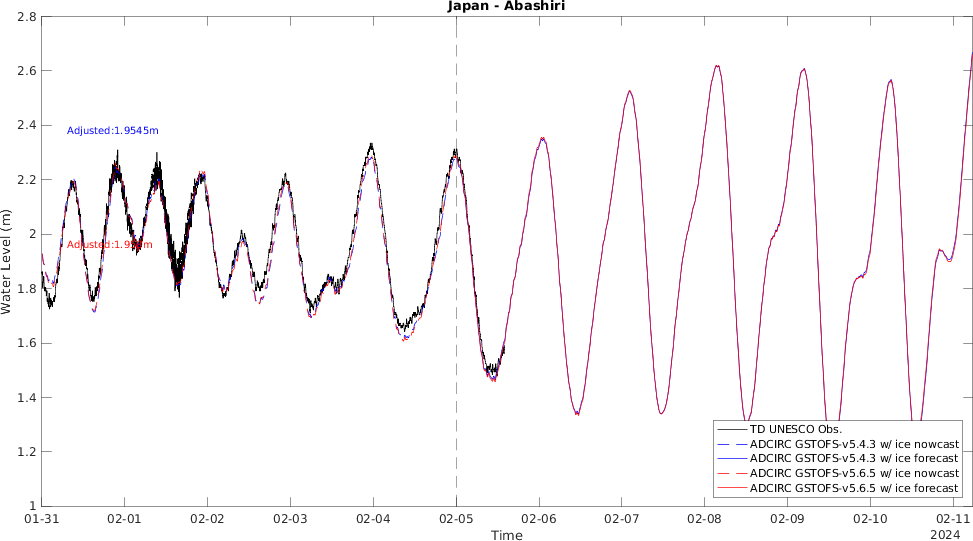 Japan - Abashiri
2.8
2.6
2.4
2.2
2
1.8
1.6
1.4
1.2
1
Water Level (m)
Adjusted:1.9545m
TD UNESCO Obs.
ADCIRC GSTOFS-v5.4.3 w/ ice nowcast
ADCIRC GSTOFS-v5.4.3 w/ ice forecast
ADCIRC GSTOFS-v5.6.5 w/ ice nowcast
ADCIRC GSTOFS-v5.6.5 w/ ice forecast
01-31 02-01 02-02 02-03 02-04 02-05 02-06 02-07 02-08 02-09 02-10 02-11
Time
2024